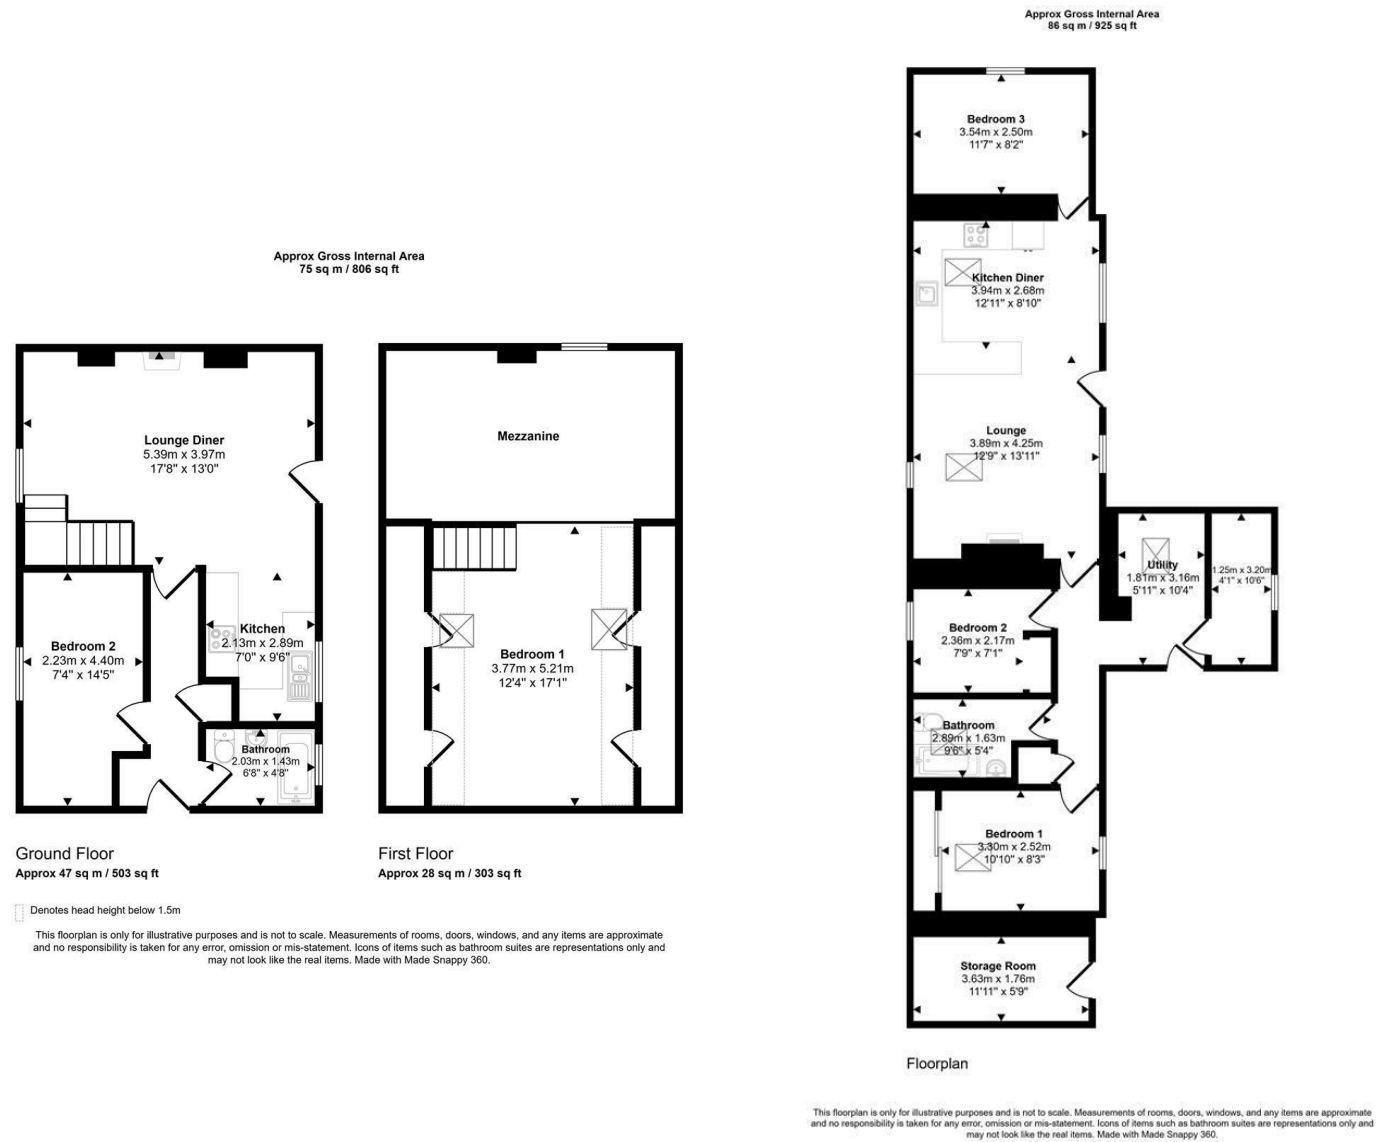 Approx Gross Internal Area
75 sq m / 806 sq ft
Lounge Diner
5.39m x 3.97m
17'8" x 13'0"
Kitchen
2.13m x 2.89m
7'0" x 9'6"
Bedroom 2
2.23m x 4.40m
7'4" x 14'5"
Bathroom
2.03m x 1.43m
6'8" x 4'8"
Ground Floor
Approx 47 sq m / 503 sq ft
Mezzanine
Bedroom 1
3.77m x 5.21m
12'4" x 17'1"
First Floor
Approx 28 sq m / 303 sq ft
Denotes head height below 1.5m
This floorplan is only for illustrative purposes and is not to scale. Measurements of rooms, doors, windows, and any items are approximate
and no responsibility is taken for any error, omission or mis-statement. Icons of items such as bathroom suites are representations only and
may not look like the real items. Made with Made Snappy 360.
Approx Gross Internal Area
86 sq m / 925 sq ft
Bedroom 3
3.54m x 2.50m
11'7" x 8'2"
Kitchen Diner
3.94m x 2.68m
12'11" x 8'10"
Lounge
3.89m x 4.25m
12'9" x 13'11"
Utility
1.81m x 3.16m
5'11" x 10'4"
1.25m x 3.20m
4'1" x 10'6"
Bedroom 2
2.36m x 2.17m
7'9" x 7'1"
Bathroom
2.89m x 1.63m
9'6" x 5'4"
Bedroom 1
3.30m x 2.52m
10'10" x 8'3"
Storage Room
3.63m x 1.76m
11'11" x 5'9"
Floorplan
This floorplan is only for illustrative purposes and is not to scale. Measurements of rooms, doors, windows, and any items are approximate
and no responsibility is taken for any error, omission or mis-statement. Icons of items such as bathroom suites are representations only and
may not look like the real items. Made with Made Snappy 360.